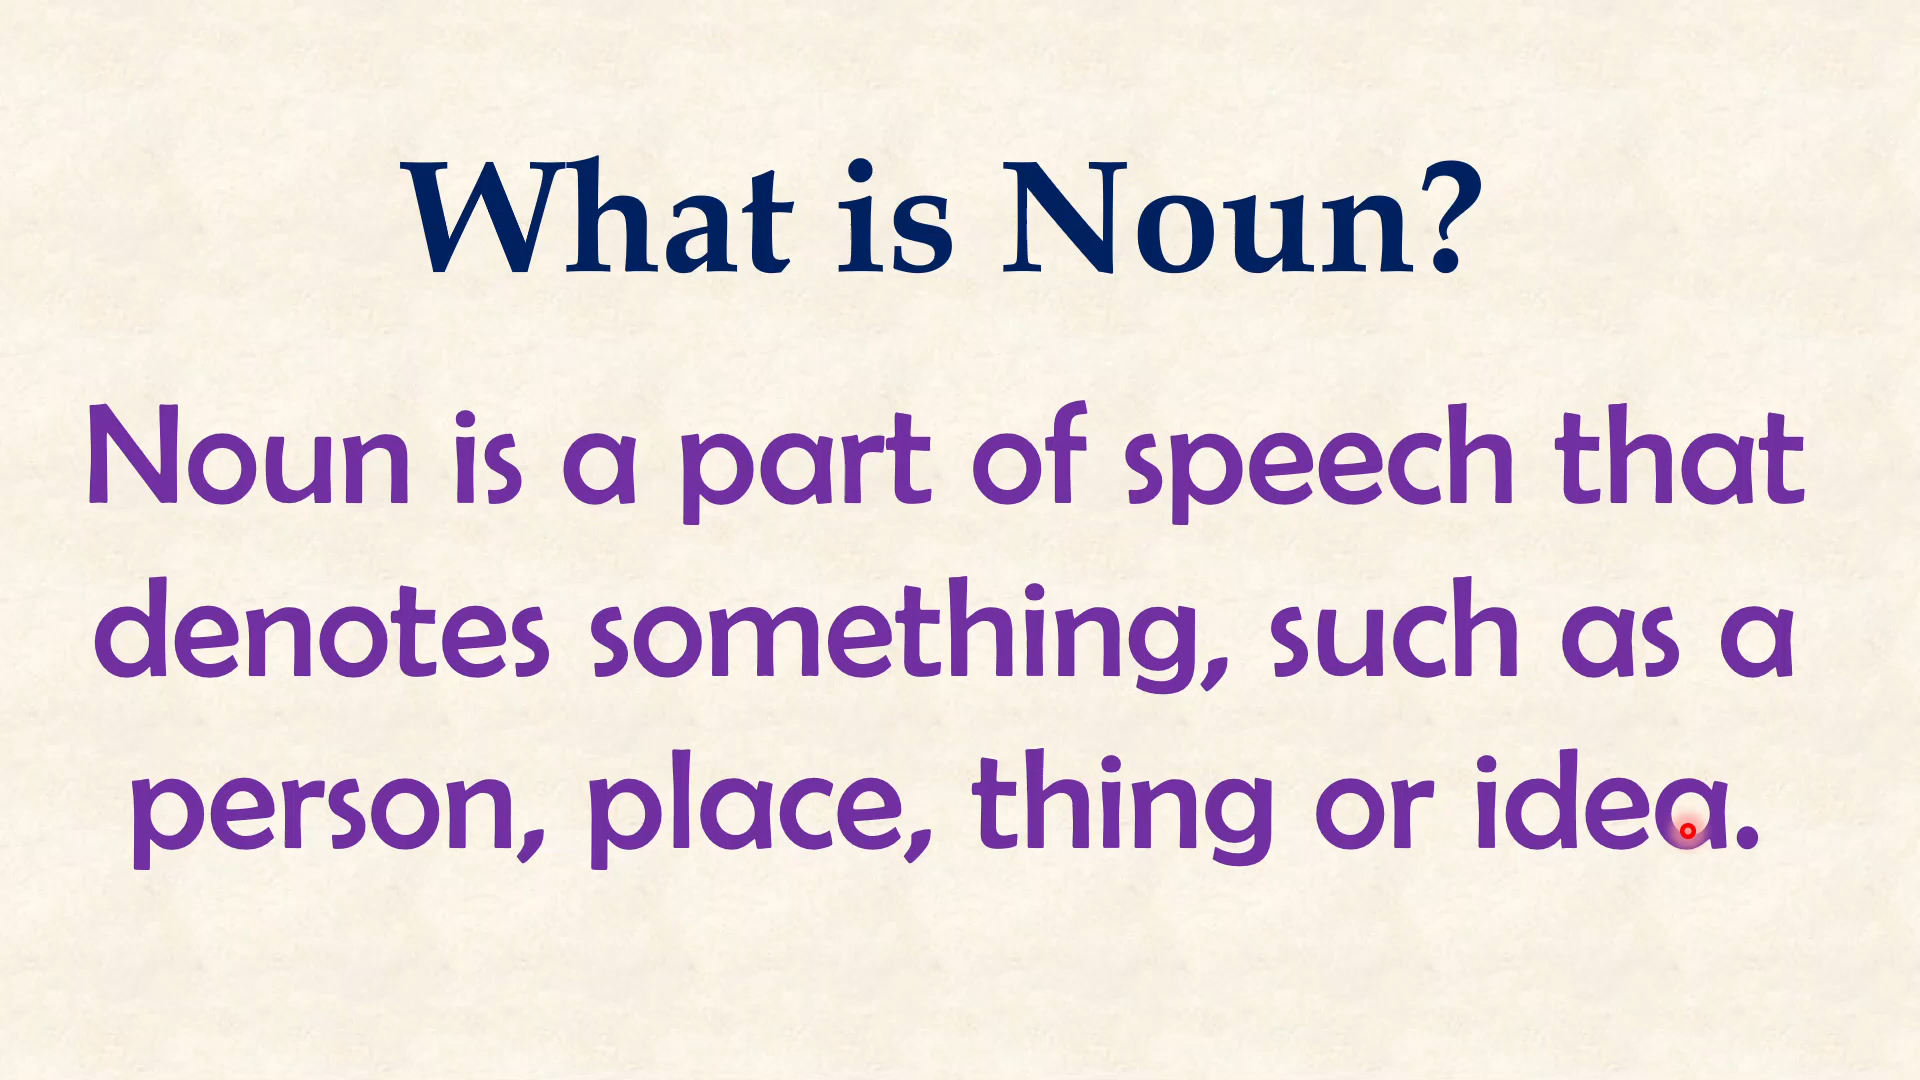 What is Noun?
Noun is a part of speech that
denotes something, such as a
person, place, thing or idea.